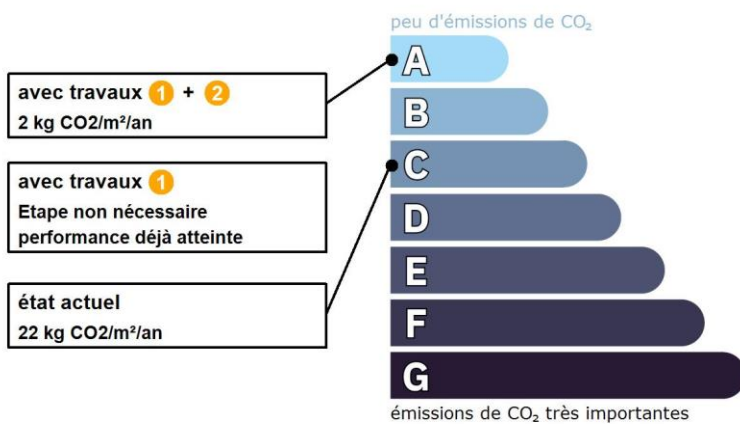 peu d'émissions de CO₂
A
avec travaux 1 + 2
2 kg CO2/m²/an
B
avec travaux 1
Etape non nécessaire
performance déjà atteinte
C
D
E
état actuel
22 kg CO2/m²/an
F
G
émissions de CO₂ très importantes